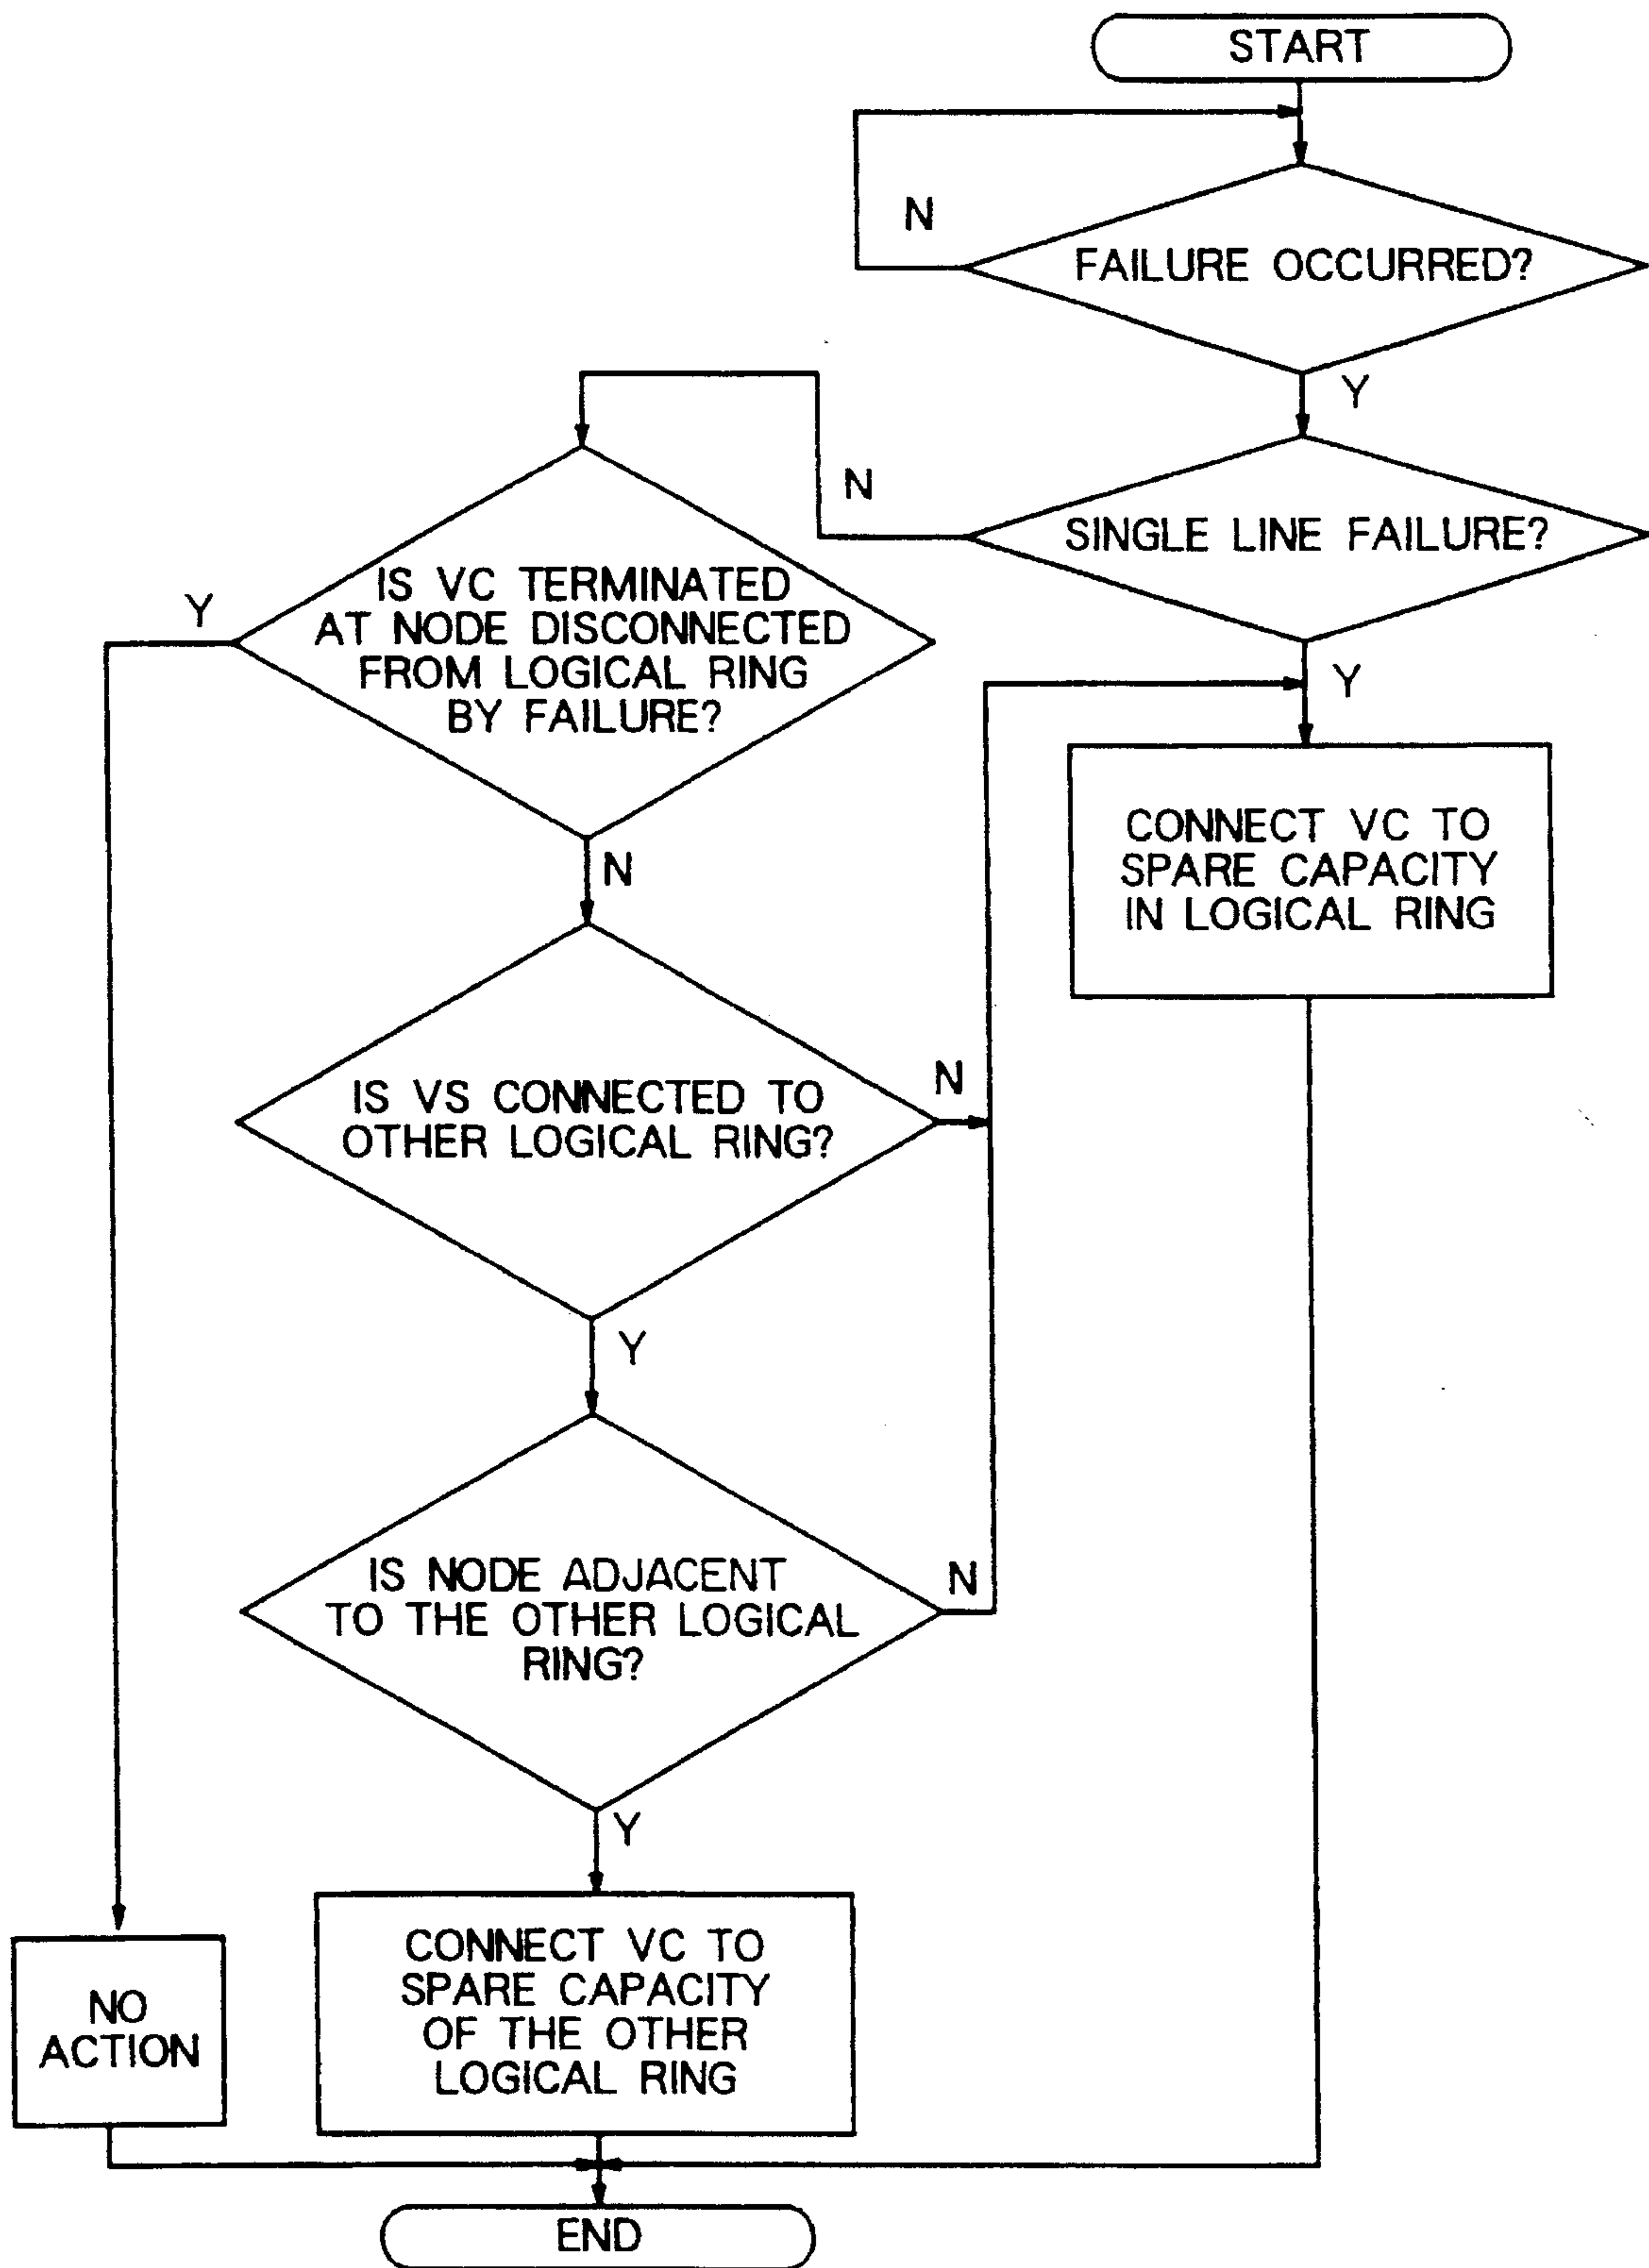 START
N
FAILURE OCCURRED?
Y
N
SINGLE LINE FAILURE?
Y
IS VC TERMINATED
AT NODE DISCONNECTED
FROM LOGICAL RING
BY FAILURE?
Y
N
CONNECT VC TO
SPARE CAPACITY
IN LOGICAL RING
IS VS CONNECTED TO
OTHER LOGICAL RING?
N
Y
IS NODE ADJACENT
TO THE OTHER LOGICAL
RING?
N
Y
NO
ACTION
CONNECT VC TO
SPARE CAPACITY
OF THE OTHER
LOGICAL RING
END